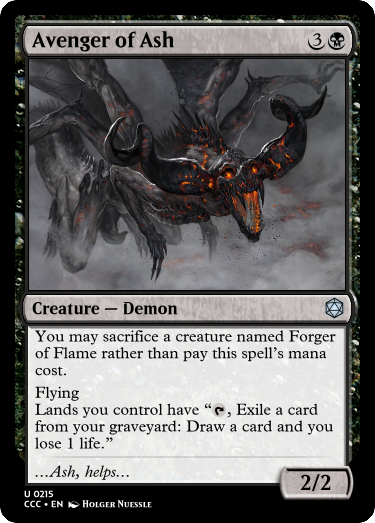 Avenger of Ash 3
Creature — Demon
You may sacrifice a creature named Forger
of Flame rather than pay this spell's mana
cost.
Flying
Lands you control have “, Exile a card
from your graveyard: Draw a card and you
lose 1 life.”
...Ash, helps...
2/2
U 0215
CCC • EN Holger Nuessle